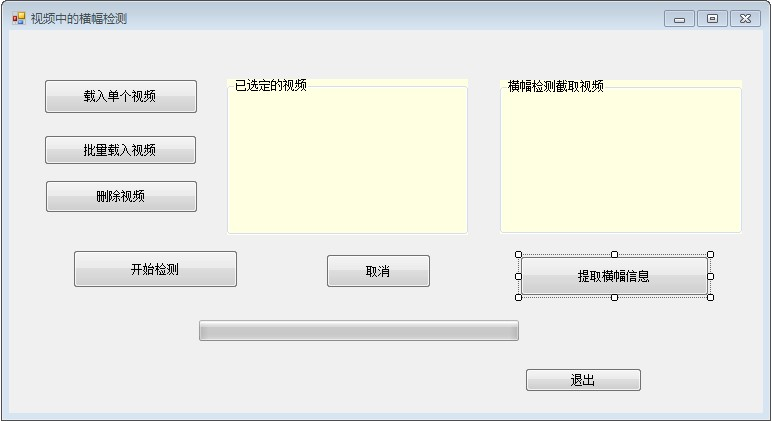 视频中的横幅检测
载入单个视频
已选定的视频
横幅检测截取视频
批量载入视频
删除视频
开始检测
取消
提取横幅信息
退出